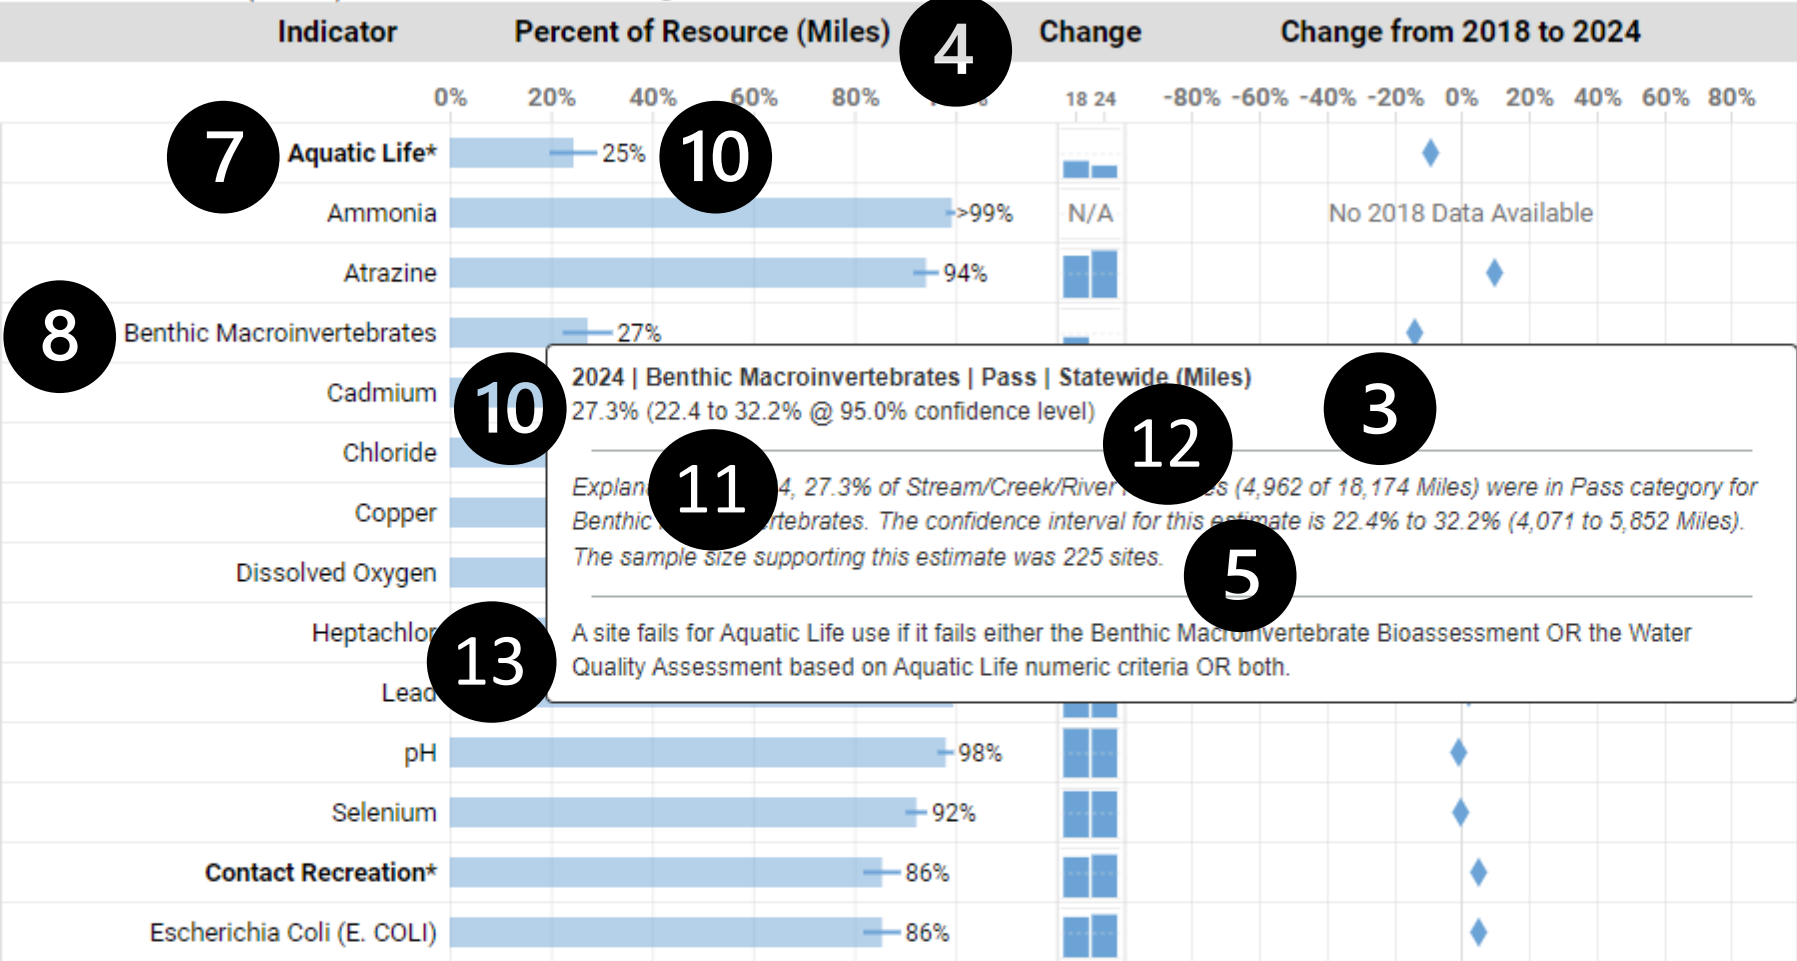 Indicator Percent of Resource (Miles) 4 Change Change from 2018 to 2024
0% 20% 40% 60% 80% % 18 24 -80% -60% -40% -20% 0% 20% 40% 60% 80%
7 Aquatic Life* 25% 10
Ammonia >99% N/A No 2018 Data Available
Atrazine 94%
8 Benthic Macroinvertebrates 27%
Cadmium 10
Chloride
Copper
Dissolved Oxygen
Heptachlor
13
Lead
2024 | Benthic Macroinvertebrates | Pass | Statewide (Miles)
27.3% (22.4 to 32.2% @ 95.0% confidence level) 12 3
11
4, 27.3% of Stream/Creek/River (4,962 of 18,174 Miles) were in Pass category for
Benthic The confidence interval for this estimate is 22.4% to 32.2% (4,071 to 5,852 Miles).
The sample size supporting this estimate was 225 sites. 5
A site fails for Aquatic Life use if it fails either the Benthic Macroinvertebrate Bioassessment OR the Water
Quality Assessment based on Aquatic Life numeric criteria OR both.
pH 98%
Selenium 92%
Contact Recreation* 86%
Escherichia Coli (E. COLI) 86%